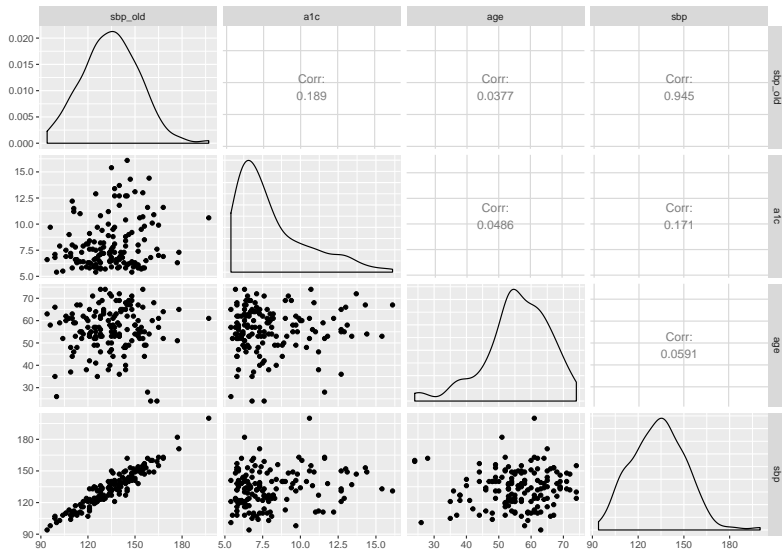 sbp_old a1c age sbp
0.020
0.015
0.010
0.005
0.000
Corr:
0.189
Corr:
0.0377
Corr:
0.945
sbp_old
15.0
12.5
10.0
7.5
5.0
Corr:
0.0486
Corr:
0.171
a1c
70
60
50
40
30
Corr:
0.0591
age
180
150
120
90
sbp
90 120 150 180 5.0 7.5 10.0 12.5 15.0 30 40 50 60 70 90 120 150 180